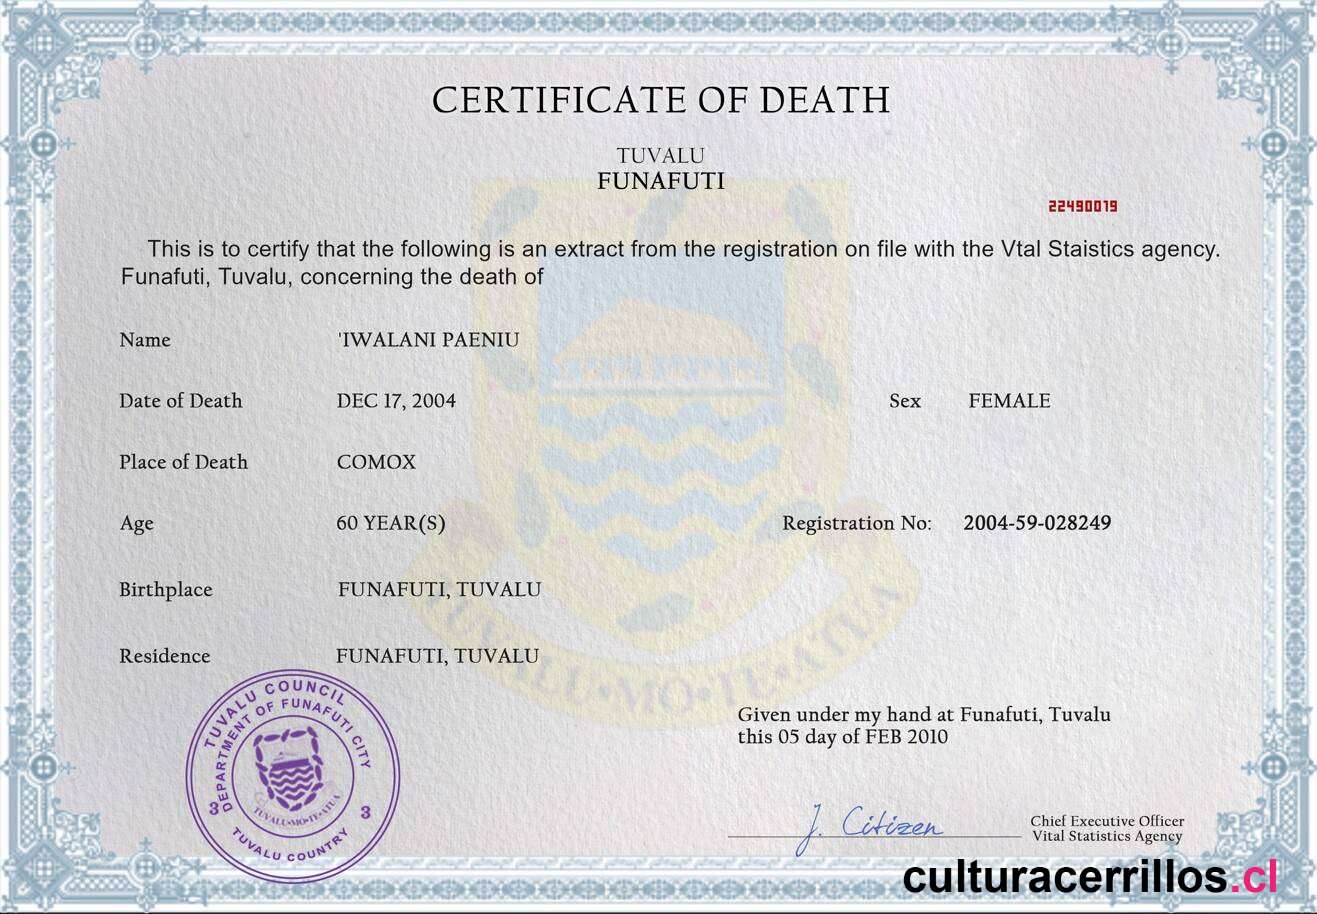 CERTIFICATE OF DEATH
TUVALU
FUNAFUTI
22490019
This is to certify that the following is an extract from the registration on file with the Vtal Staistics agency.
Funafuti, Tuvalu, concerning the death of
Name 'IWALANI PAENIU
Date of Death DEC 17, 2004 Sex FEMALE
Place of Death COMOX
Age 60 YEAR(S) Registration No: 2004-59-028249
Birthplace FUNAFUTI, TUVALU
Residence FUNAFUTI, TUVALU
TUVALU•MO•TE•ATUA
TUVALU COUNCIL
DEPARTMENT OF FUNAFUTI CITY
TUVALU•MO•TE•ATUA
3 3
TUVALU COUNTRY
Given under my hand at Funafuti, Tuvalu
this 05 day of FEB 2010
J. Citizen
Chief Executive Officer
Vital Statistics Agency
culturacerrillos.cl